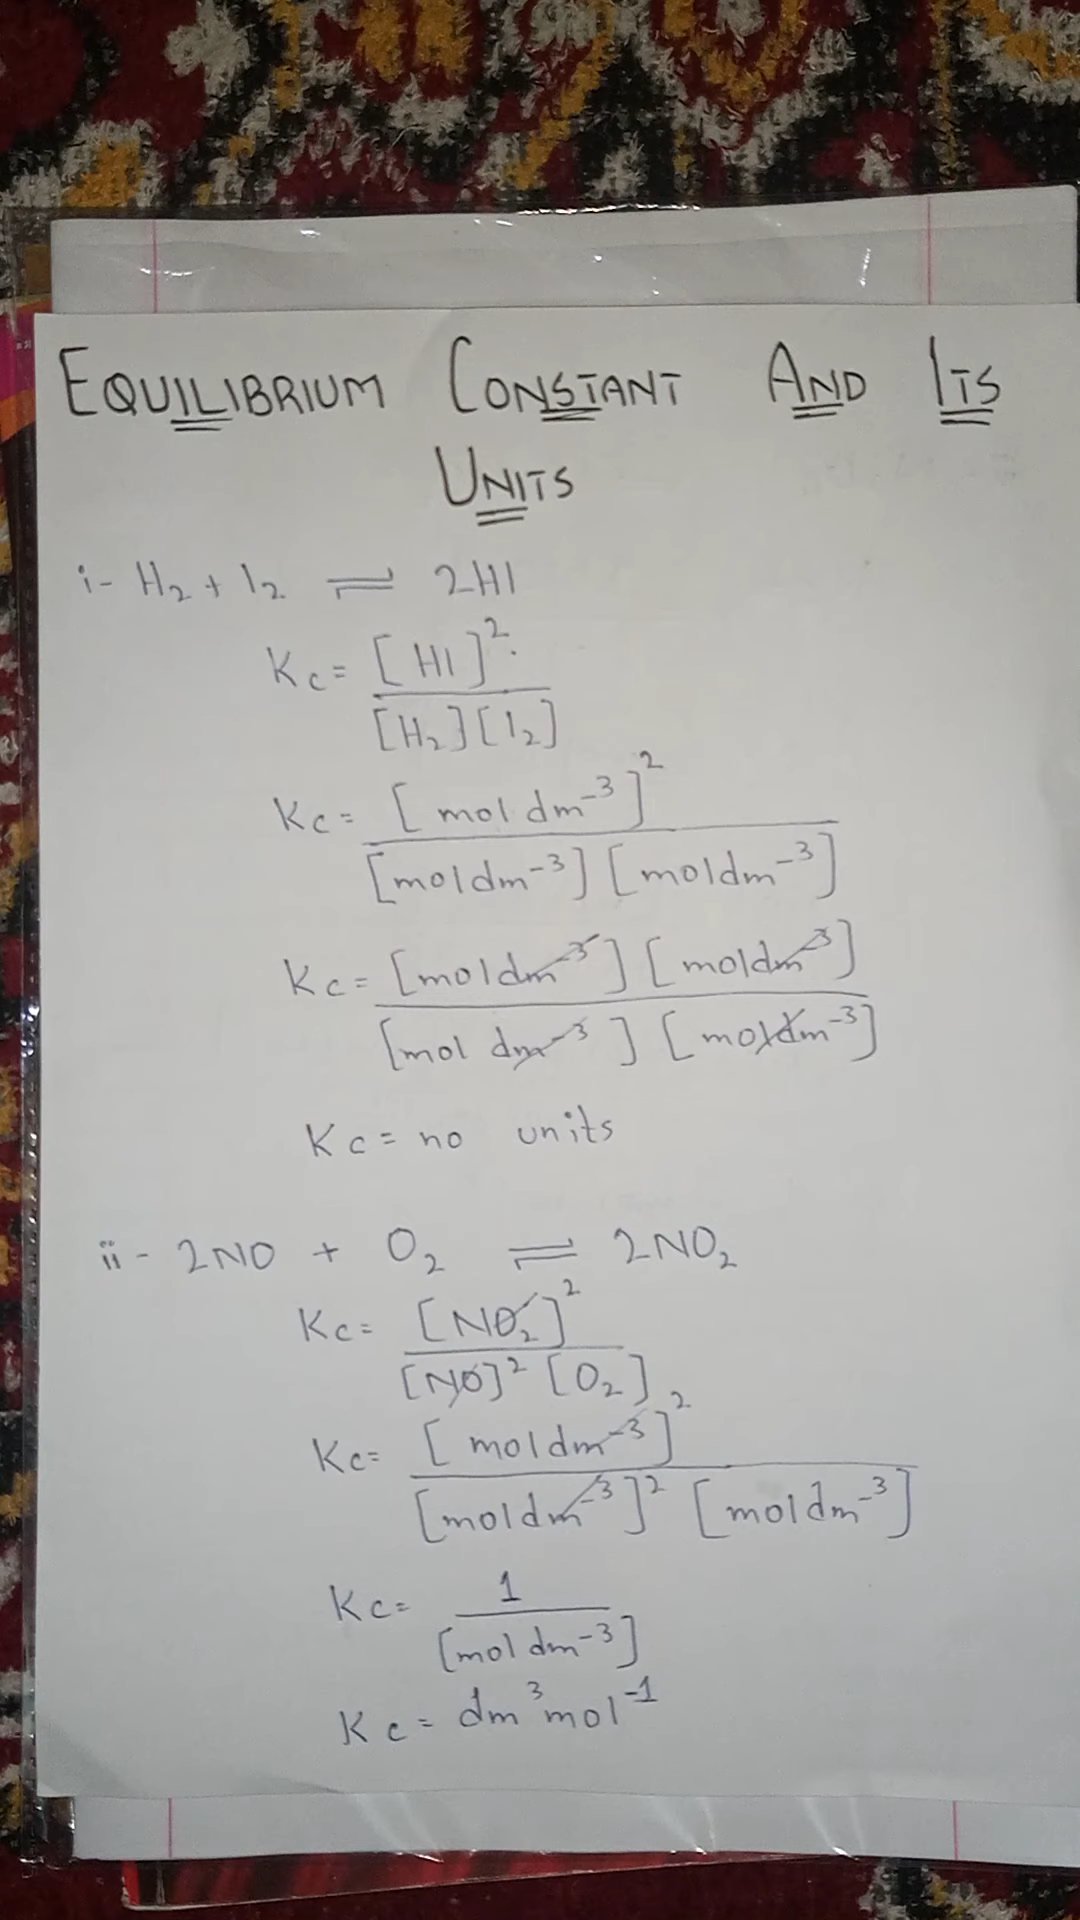 EQUILIBRIUM CONSTANT AND ITS
UNITS
i- H₂ + I₂ ⇌ 2HI
Kc = [HI]²
[H₂][I₂]
Kc = [mol dm⁻³]²
[moldm⁻³][moldm⁻³]
Kc = [moldm⁻³][moldm⁻³]
[mol dm⁻³][moldm⁻³]
Kc = no units
ii- 2NO + O₂ ⇌ 2NO₂
Kc = [NO₂]²
[NO]²[O₂]
Kc = [moldm⁻³]²
[moldm⁻³]²[moldm⁻³]
Kc = 1
[mol dm⁻³]
Kc = dm³mol⁻¹